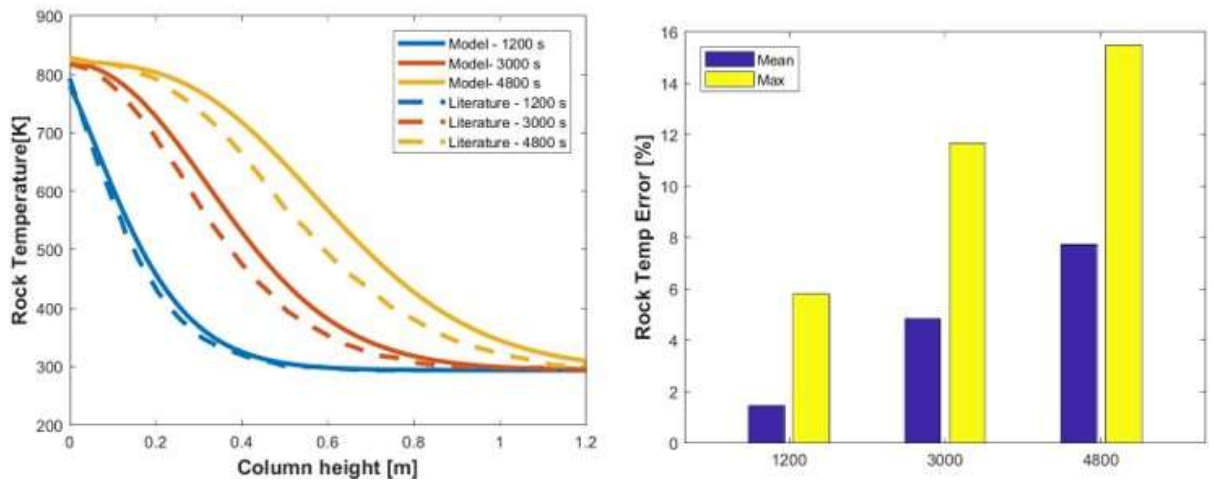 900
800
700
600
500
400
300
200
Rock Temperature[K]
Model - 1200 s
Model- 3000 s
Model- 4800 s
Literature - 1200 s
Literature - 3000 s
Literature - 4800 s
0
0.2
0.4
0.6
0.8
1
1.2
Column height [m]
16
14
12
10
8
6
4
2
0
Rock Temp Error [%]
Mean
Max
1200
3000
4800